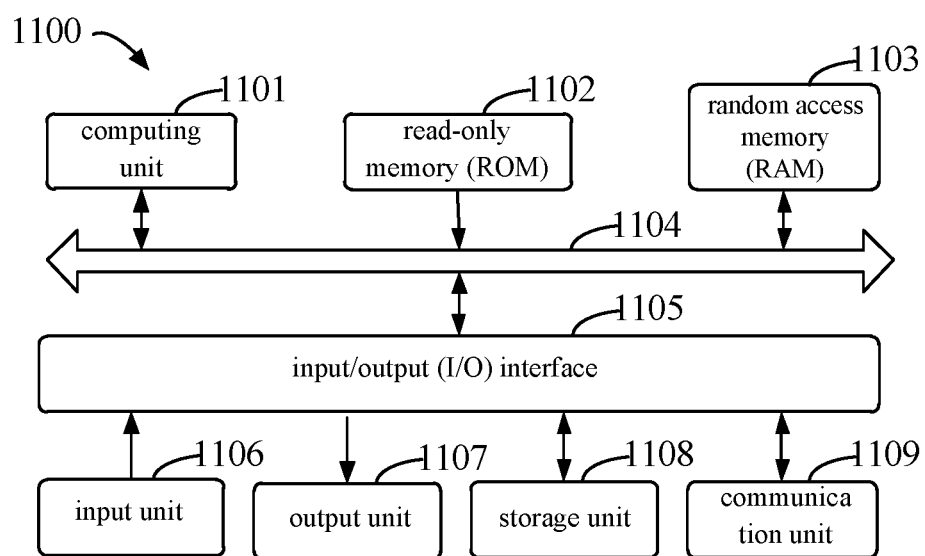 1100
1101
1102
1103
computing
unit
read-only
memory (ROM)
random access
memory
(RAM)
1104
1105
input/output (I/O) interface
1106
1107
1108
1109
input unit
output unit
storage unit
communica
tion unit